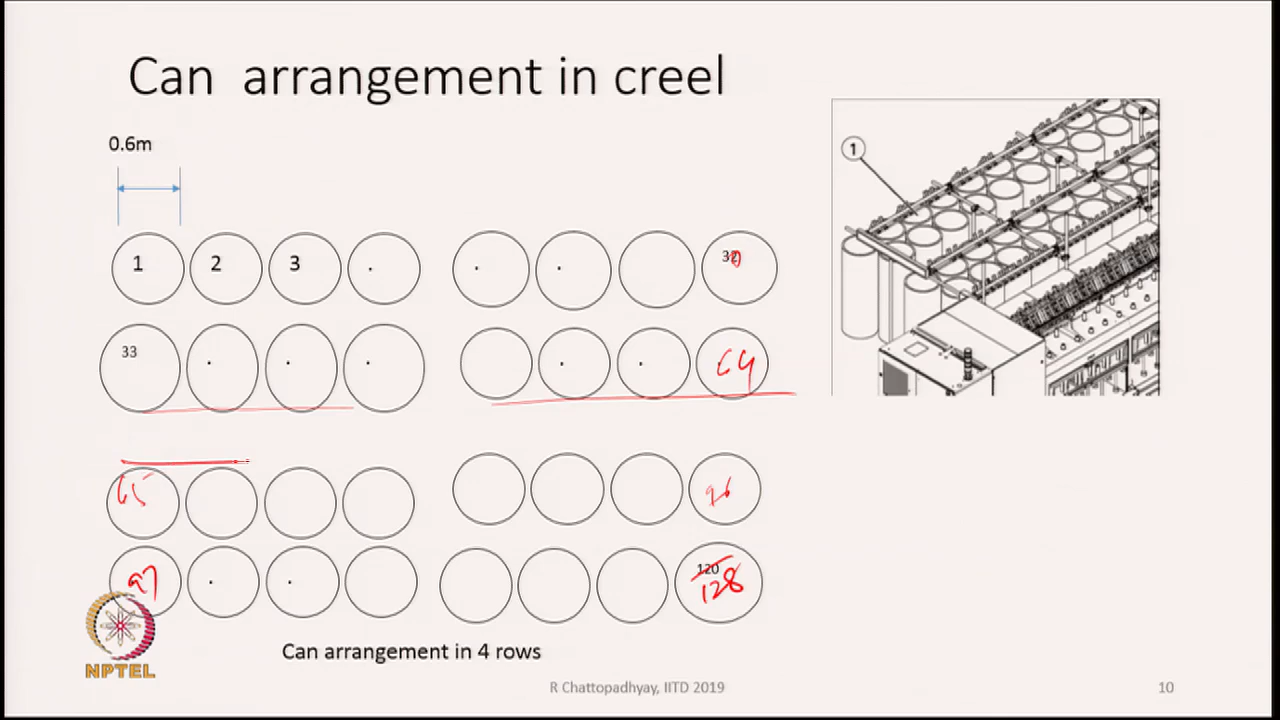 Can arrangement in creel
0.6m
1
1 2 3 . . . 32
33 . . . . . 64
65 96
97 . . 120 128
NPTEL
Can arrangement in 4 rows
R Chattopadhyay, IITD 2019
10